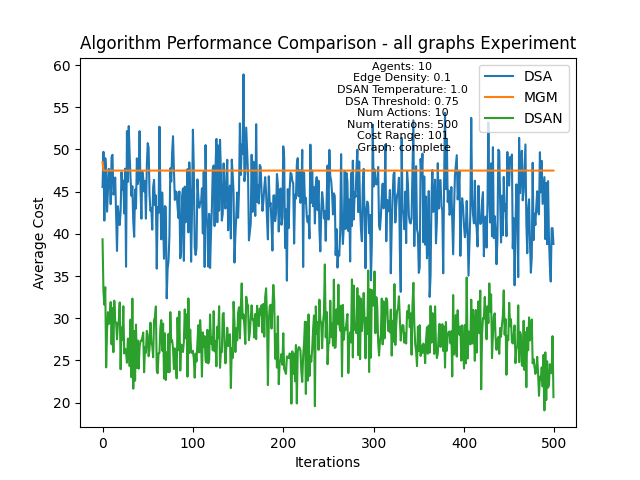 Algorithm Performance Comparison - all graphs Experiment
Agents: 10
Edge Density: 0.1
DSAN Temperature: 1.0
DSA Threshold: 0.75
Num Actions: 10
Num Iterations: 500
Cost Range: 101
Graph: complete
DSA
MGM
DSAN
60
55
50
45
40
35
30
25
20
Average Cost
0
100
200
300
400
500
Iterations